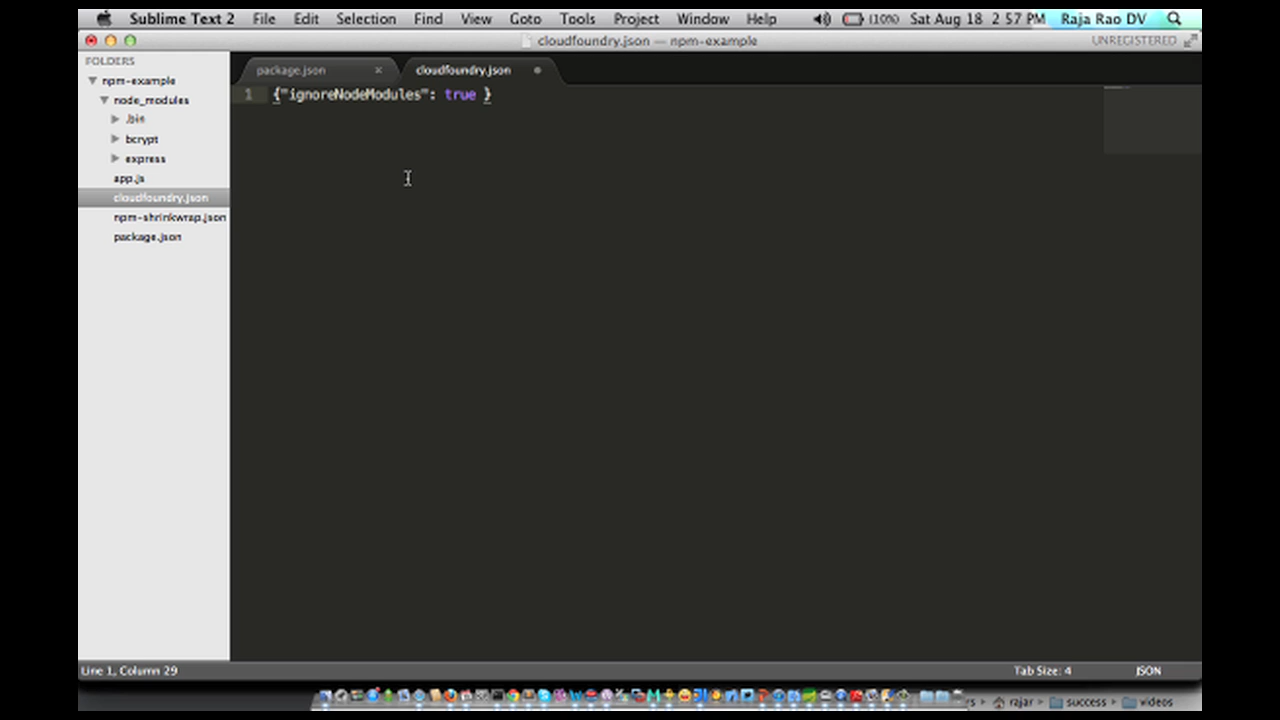 Sublime Text 2 File Edit Selection Find View Goto Tools Project Window Help (10%) Sat Aug 18 2 57 PM Raja Rao DV
cloudfoundry.json — npm-example UNREGISTERED
FOLDERS
npm-example
node_modules
.bin
bcrypt
express
app.js
cloudfoundry.json
npm-shrinkwrap.json
package.json
package.json × cloudfoundry.json
1 {"ignoreNodeModules": true }
Line 1, Column 29 Tab Size: 4 JSON
rs rajar success videos